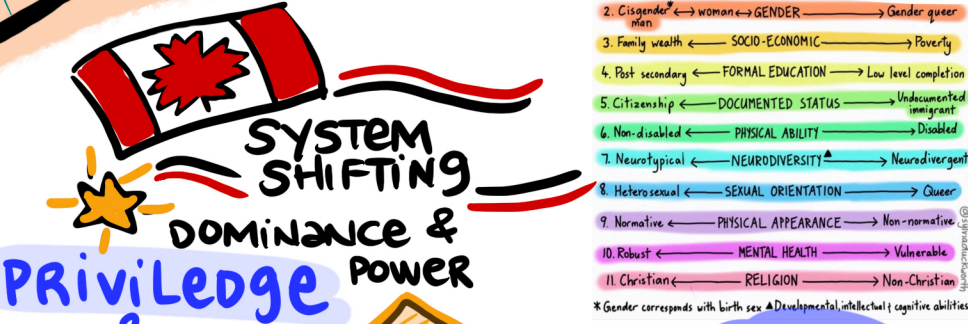 SYSTEM
SHIFTING
DOMINANCE &
POWER
PRIVILEDGE
2. Cisgender* man ↔ woman ↔ GENDER → Gender queer
3. Family wealth ← SOCIO-ECONOMIC → Poverty
4. Post secondary ← FORMAL EDUCATION → Low level completion
5. Citizenship ← DOCUMENTED STATUS → Undocumented immigrant
6. Non-disabled ← PHYSICAL ABILITY → Disabled
7. Neurotypical ← NEURODIVERSITY▲ → Neurodivergent
8. Heterosexual ← SEXUAL ORIENTATION → Queer
9. Normative ← PHYSICAL APPEARANCE → Non-normative
10. Robust ← MENTAL HEALTH → Vulnerable
11. Christian ← RELIGION → Non-Christian
* Gender corresponds with birth sex ▲Developmental, intellectual & cognitive abilities
@sylviaduckworth